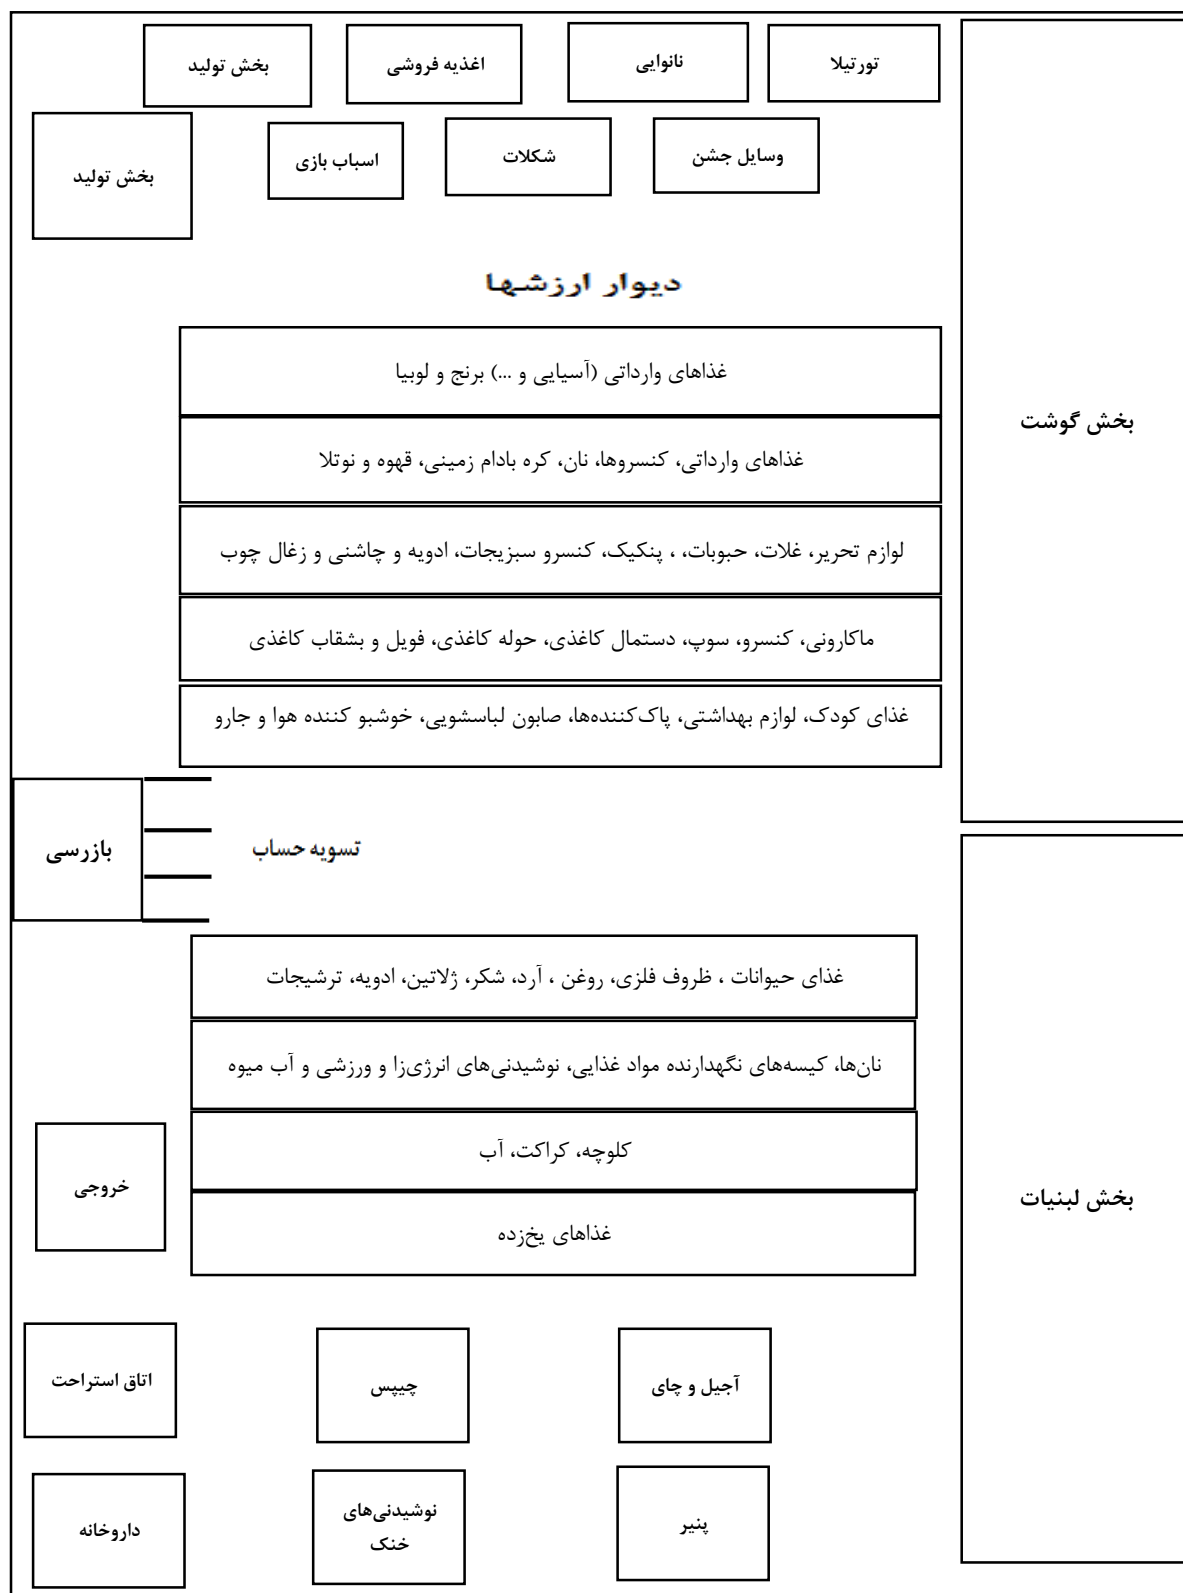 تورتیلا
نانوایی
اغذیه فروشی
بخش تولید
وسایل جشن
شکلات
اسباب بازی
بخش تولید
دیوار ارزشها
غذاهای وارداتی (آسیایی و ...) برنج و لوبیا
بخش گوشت
غذاهای وارداتی، کنسروها، نان، کره بادام زمینی، قهوه و نوتلا
لوازم تحریر، غلات، حبوبات، ، پنکیک، کنسرو سبزیجات، ادویه و چاشنی و زغال چوب
ماکارونی، کنسرو، سوپ، دستمال کاغذی، حوله کاغذی، فویل و بشقاب کاغذی
غذای کودک، لوازم بهداشتی، پاک‌کننده‌ها، صابون لباسشویی، خوشبو کننده هوا و جارو
تسویه حساب
بازرسی
غذای حیوانات ، ظروف فلزی، روغن ، آرد، شکر، ژلاتین، ادویه، ترشیجات
نان‌ها، کیسه‌های نگهدارنده مواد غذایی، نوشیدنی‌های انرژی‌زا و ورزشی و آب میوه
کلوچه، کراکت، آب
خروجی
بخش لبنیات
غذاهای یخ‌زده
آجیل و چای
چیپس
اتاق استراحت
پنیر
نوشیدنی‌های
خنک
داروخانه